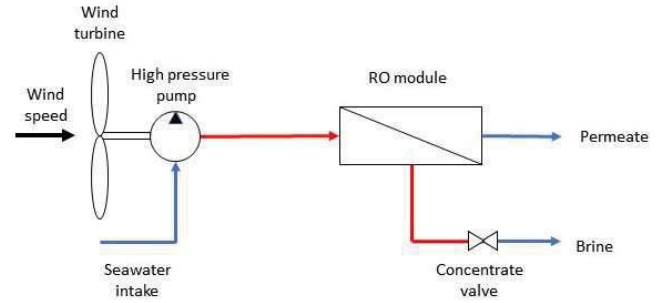 Wind
turbine
High pressure
pump
RO module
Wind
speed
Permeate
Brine
Seawater
intake
Concentrate
valve